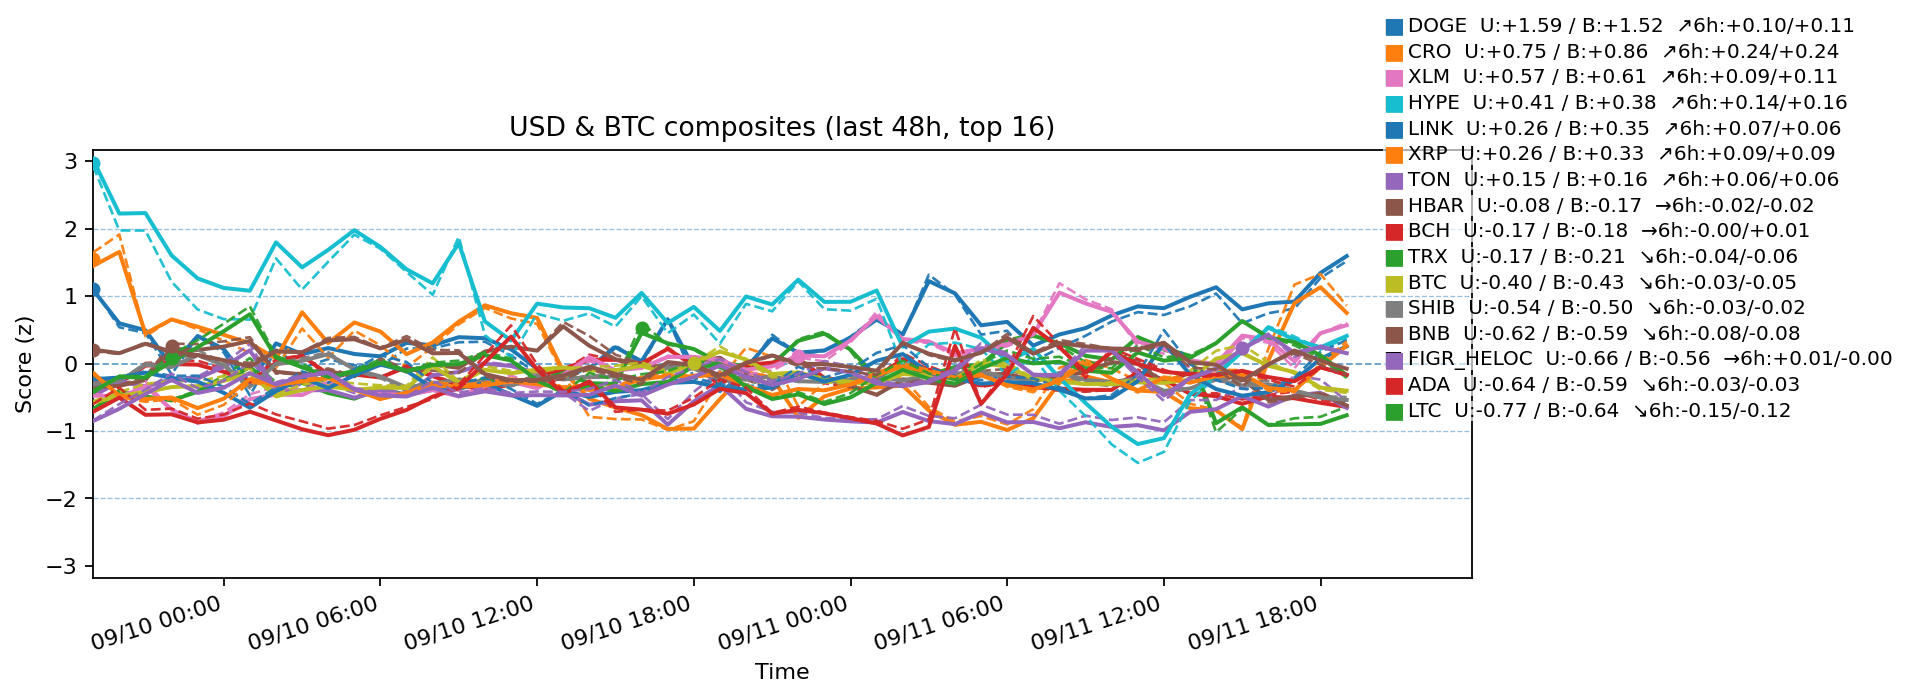 DOGE  U:+1.59 / B:+1.52  ↗6h:+0.10/+0.11
CRO  U:+0.75 / B:+0.86  ↗6h:+0.24/+0.24
XLM  U:+0.57 / B:+0.61  ↗6h:+0.09/+0.11
HYPE  U:+0.41 / B:+0.38  ↗6h:+0.14/+0.16
LINK  U:+0.26 / B:+0.35  ↗6h:+0.07/+0.06
XRP  U:+0.26 / B:+0.33  ↗6h:+0.09/+0.09
TON  U:+0.15 / B:+0.16  ↗6h:+0.06/+0.06
HBAR  U:-0.08 / B:-0.17  →6h:-0.02/-0.02
BCH  U:-0.17 / B:-0.18  →6h:-0.00/+0.01
TRX  U:-0.17 / B:-0.21  ↘6h:-0.04/-0.06
BTC  U:-0.40 / B:-0.43  ↘6h:-0.03/-0.05
SHIB  U:-0.54 / B:-0.50  ↘6h:-0.03/-0.02
BNB  U:-0.62 / B:-0.59  ↘6h:-0.08/-0.08
FIGR_HELOC  U:-0.66 / B:-0.56  →6h:+0.01/-0.00
ADA  U:-0.64 / B:-0.59  ↘6h:-0.03/-0.03
LTC  U:-0.77 / B:-0.64  ↘6h:-0.15/-0.12
USD & BTC composites (last 48h, top 16)
Score (z)
3
2
1
0
−1
−2
−3
09/10 00:00
09/10 06:00
09/10 12:00
09/10 18:00
09/11 00:00
09/11 06:00
09/11 12:00
09/11 18:00
Time